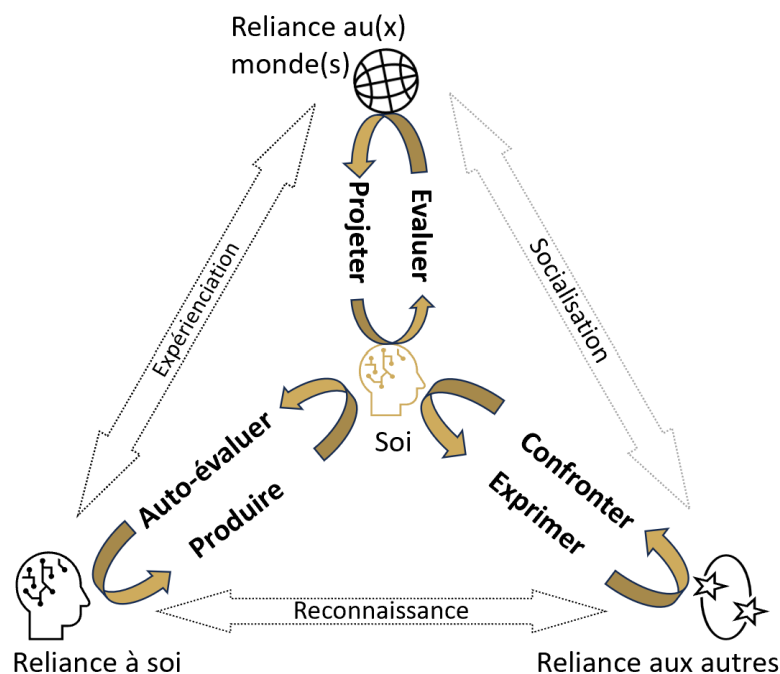 Reliance au(x)
monde(s)
Expérienciation
Projeter
Evaluer
Socialisation
Soi
Auto-évaluer
Produire
Confronter
Exprimer
Reconnaissance
Reliance à soi
Reliance aux autres